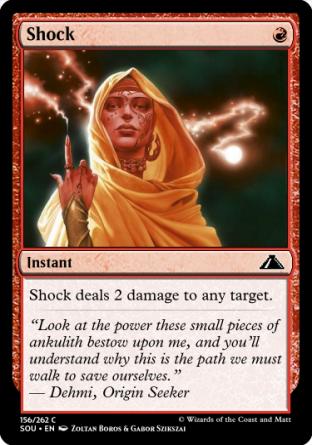 Shock
Instant
Shock deals 2 damage to any target.
“Look at the power these small pieces of
ankulith bestow upon me, and you’ll
understand why this is the path we must
walk to save ourselves.”
— Dehmi, Origin Seeker
156/262 C
SOU • EN Zoltan Boros & Gabor Szikszai
© Wizards of the Coast and Matt